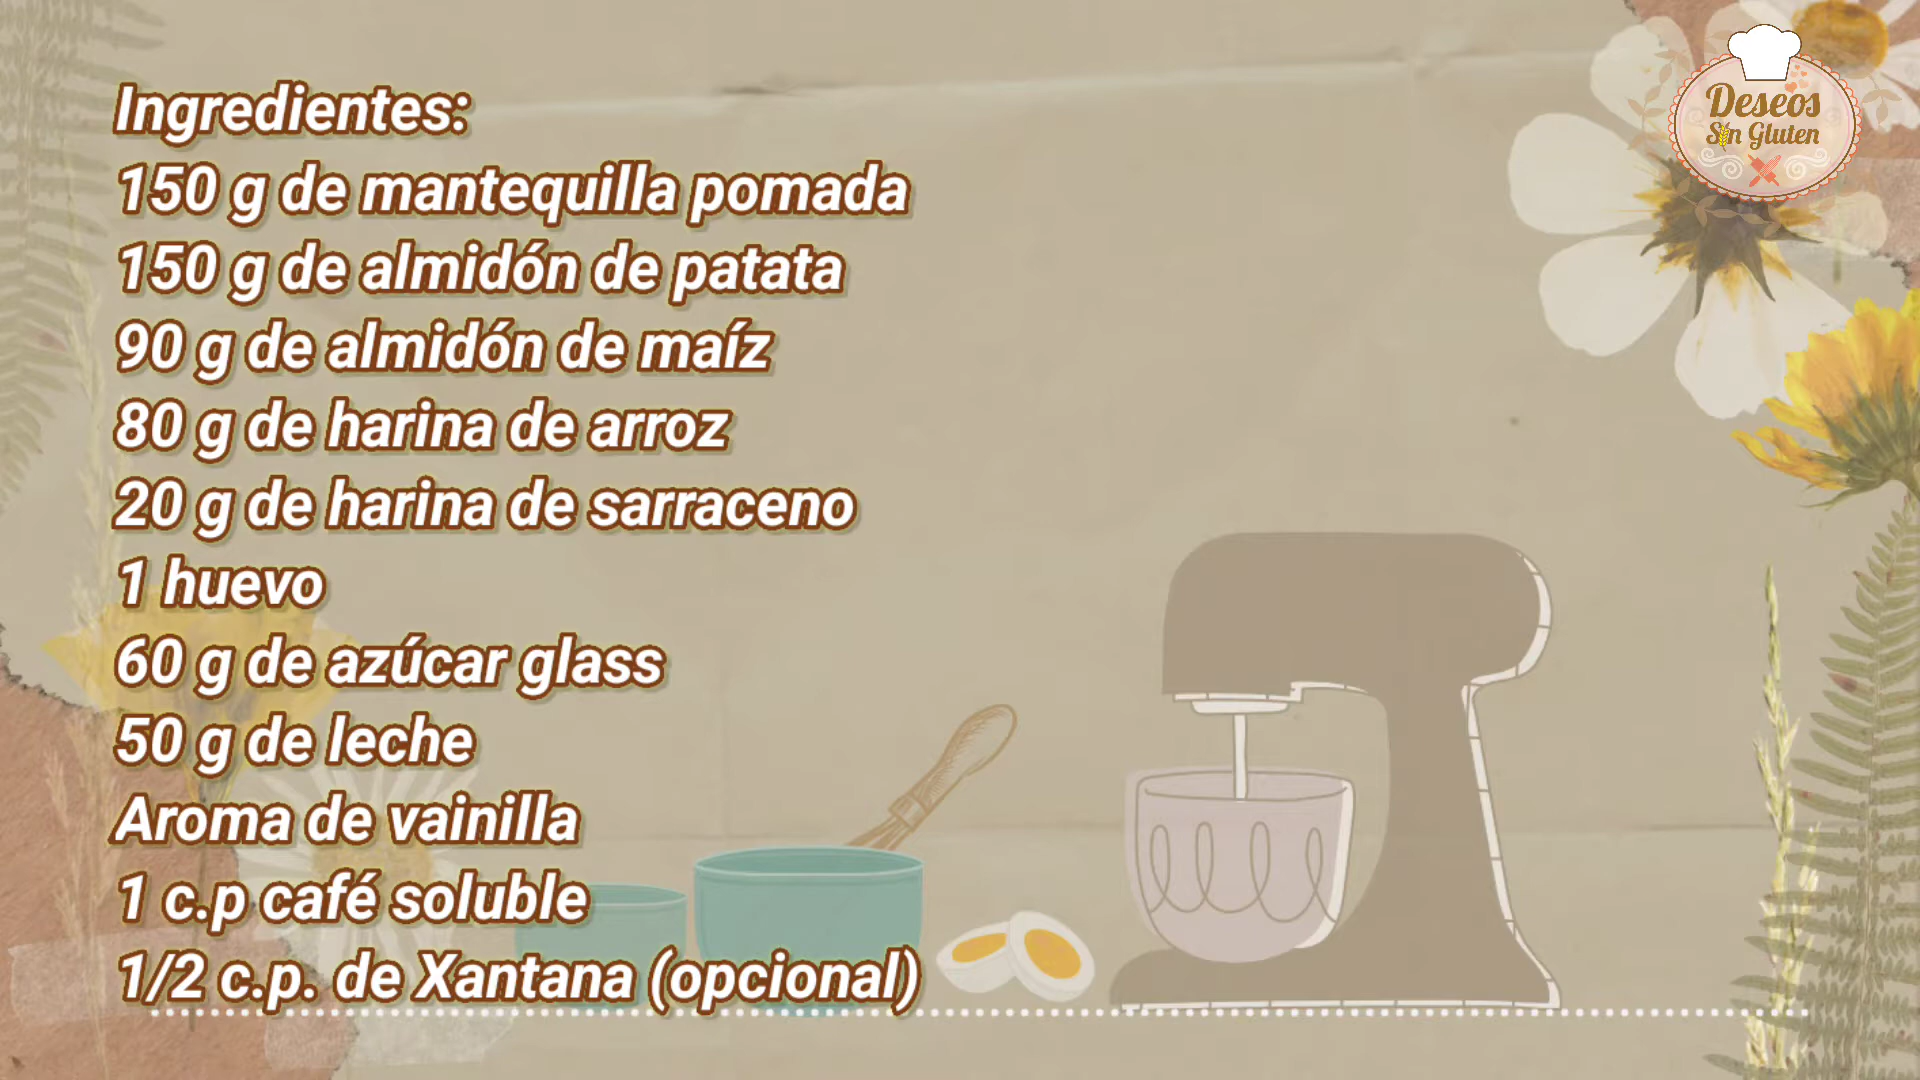 Ingredientes:
150 g de mantequilla pomada
150 g de almidón de patata
90 g de almidón de maíz
80 g de harina de arroz
20 g de harina de sarraceno
1 huevo
60 g de azúcar glass
50 g de leche
Aroma de vainilla
1 c.p café soluble
1/2 c.p. de Xantana (opcional)
Deseos
Sin Gluten